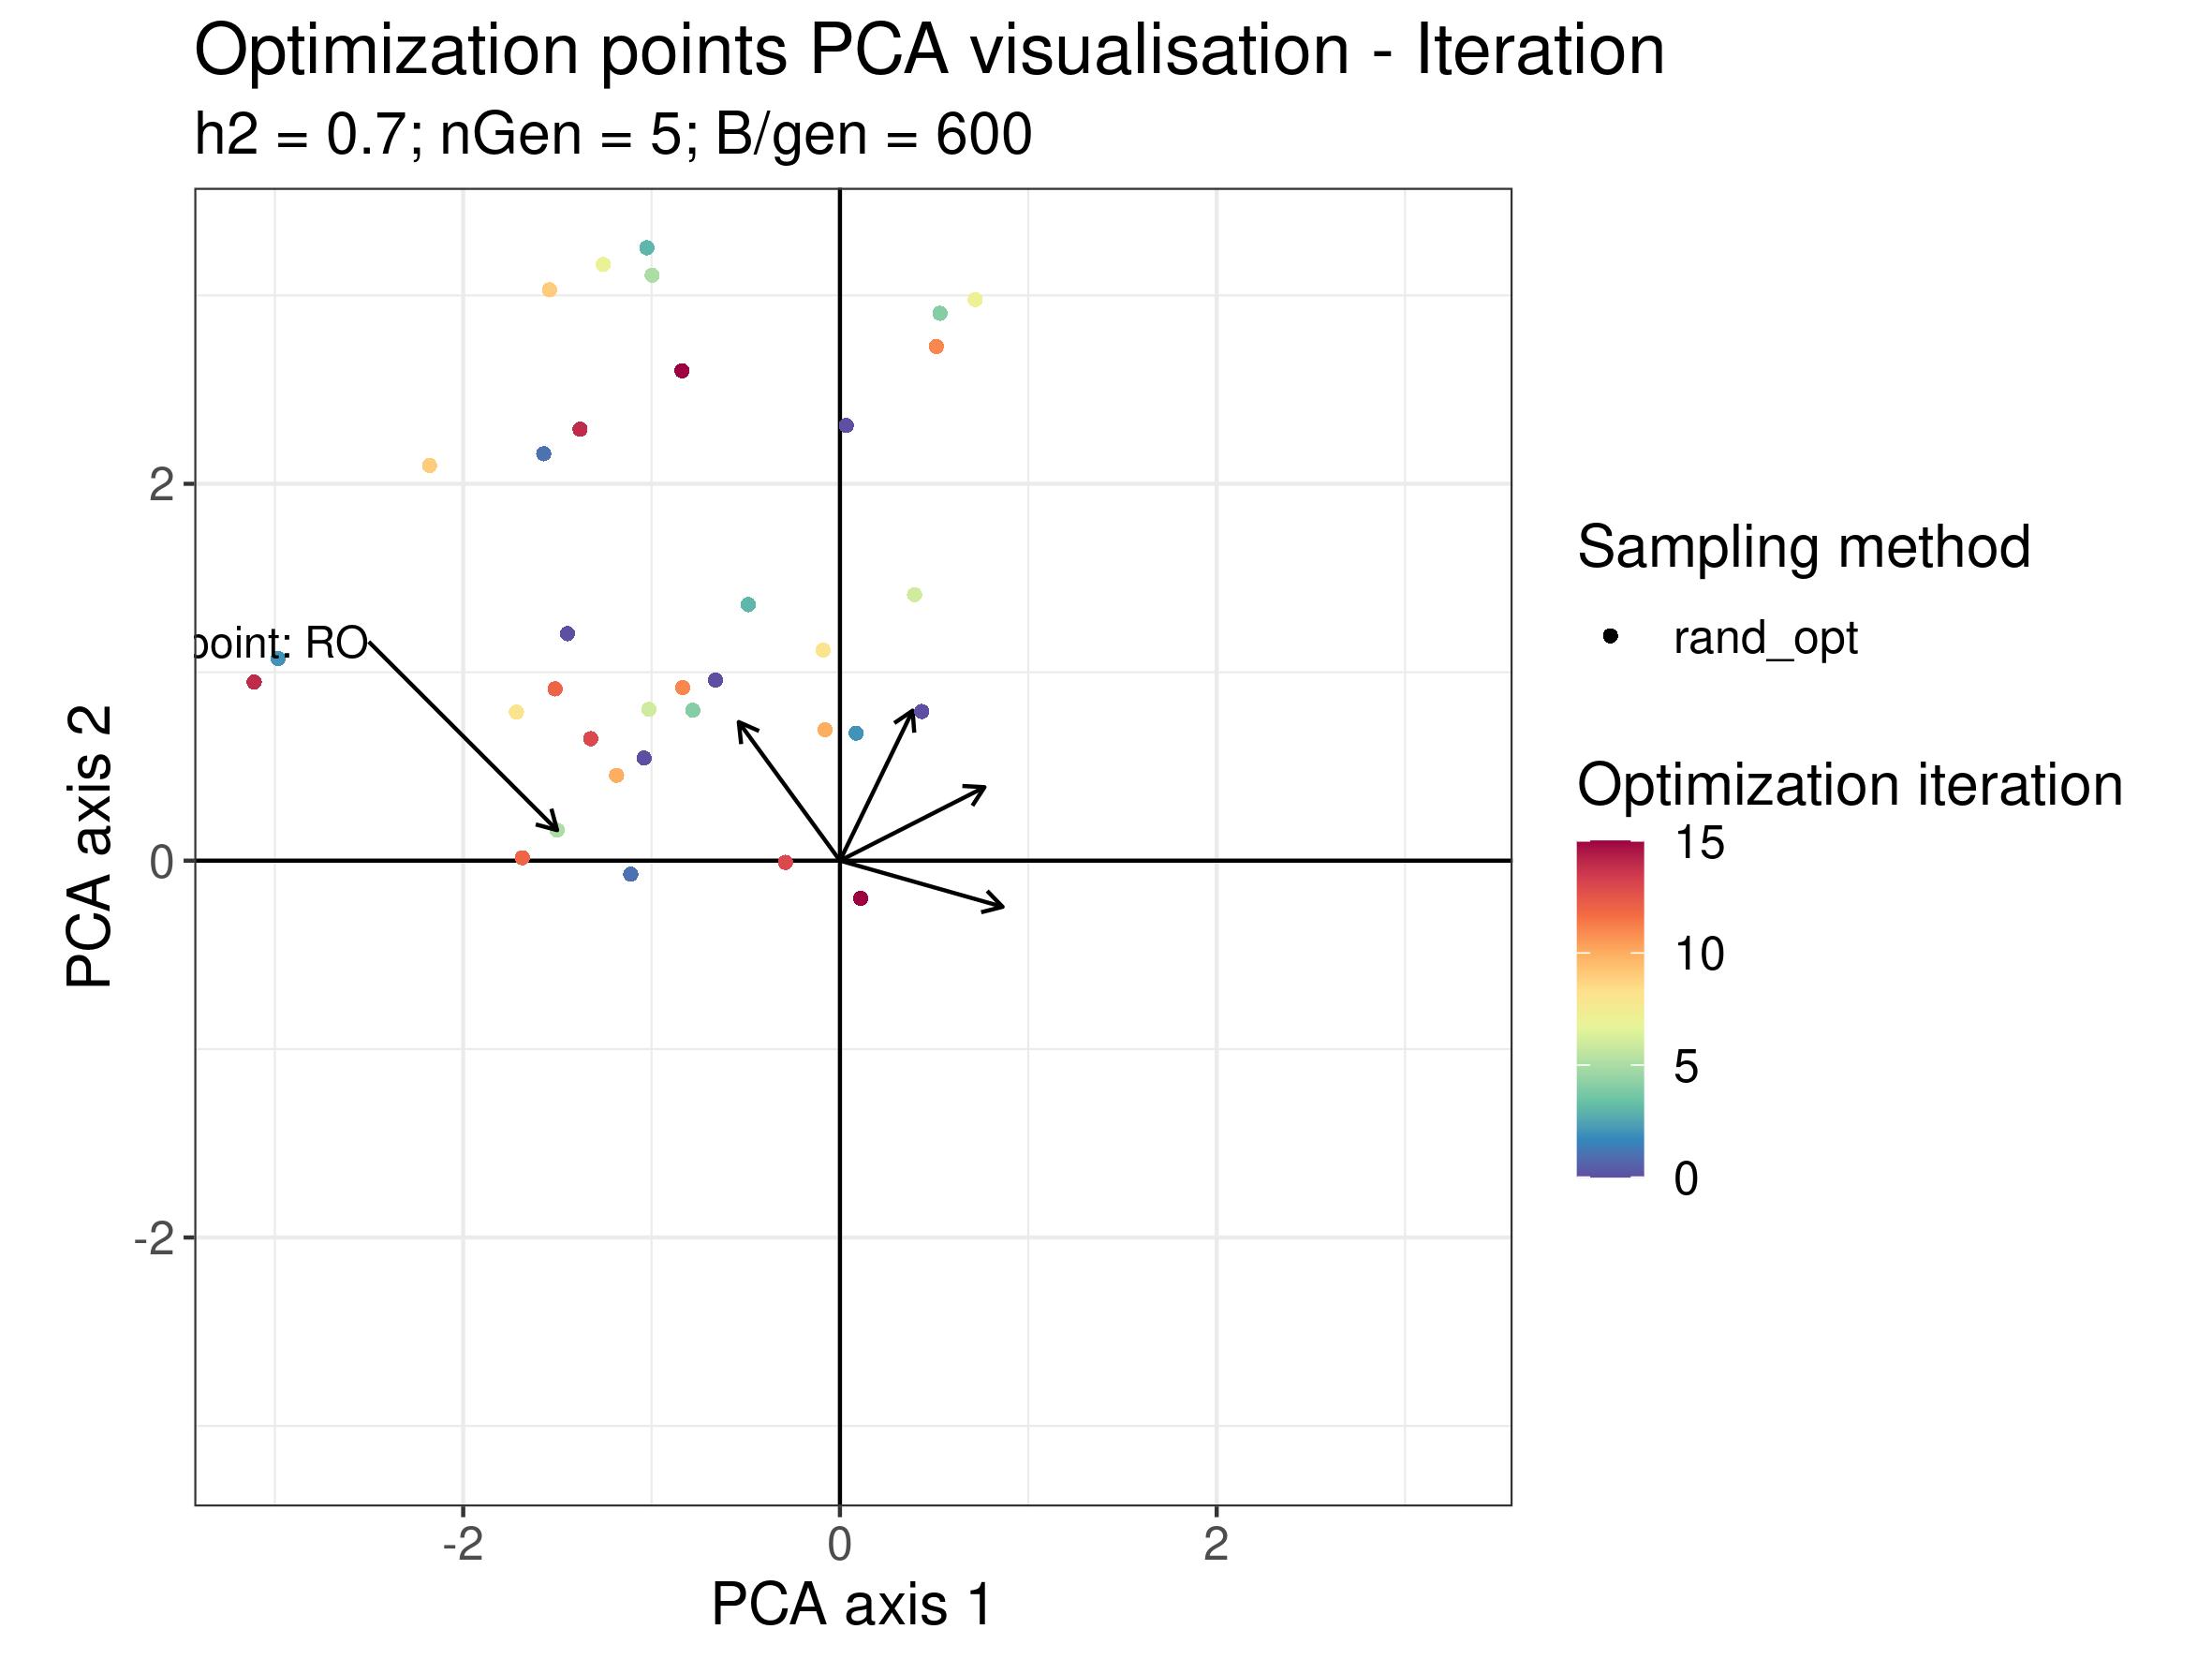 Optimization points PCA visualisation - Iteration
h2 = 0.7; nGen = 5; B/gen = 600
PCA axis 2
2
0
-2
point: RO
-2
0
2
PCA axis 1
Sampling method
rand_opt
Optimization iteration
15
10
5
0